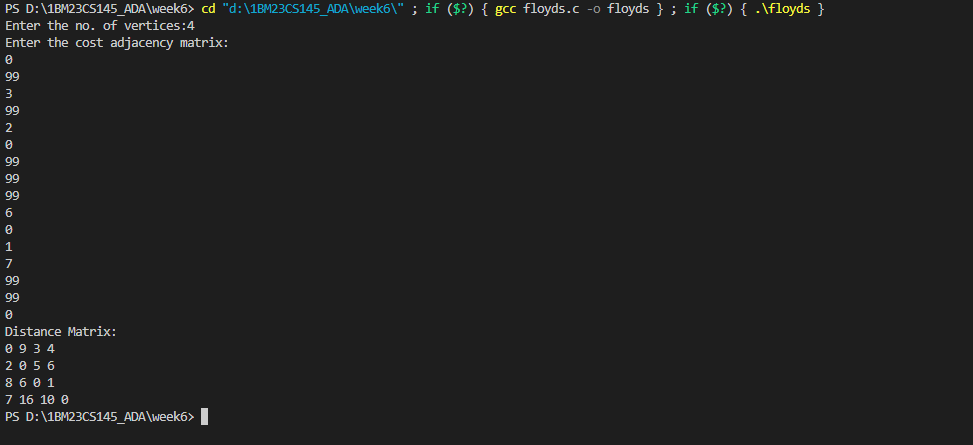 PS D:\1BM23CS145_ADA\week6> cd "d:\1BM23CS145_ADA\week6\" ; if ($?) { gcc floyds.c -o floyds } ; if ($?) { .\floyds }
Enter the no. of vertices:4
Enter the cost adjacency matrix:
0
99
3
99
2
0
99
99
99
6
0
1
7
99
99
0
Distance Matrix:
0 9 3 4
2 0 5 6
8 6 0 1
7 16 10 0
PS D:\1BM23CS145_ADA\week6>